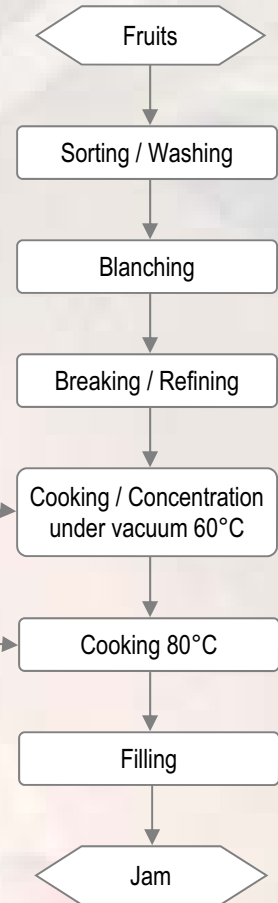 Fruits
Sorting / Washing
Blanching
Breaking / Refining
Cooking / Concentration
under vacuum 60°C
Cooking 80°C
Filling
Jam